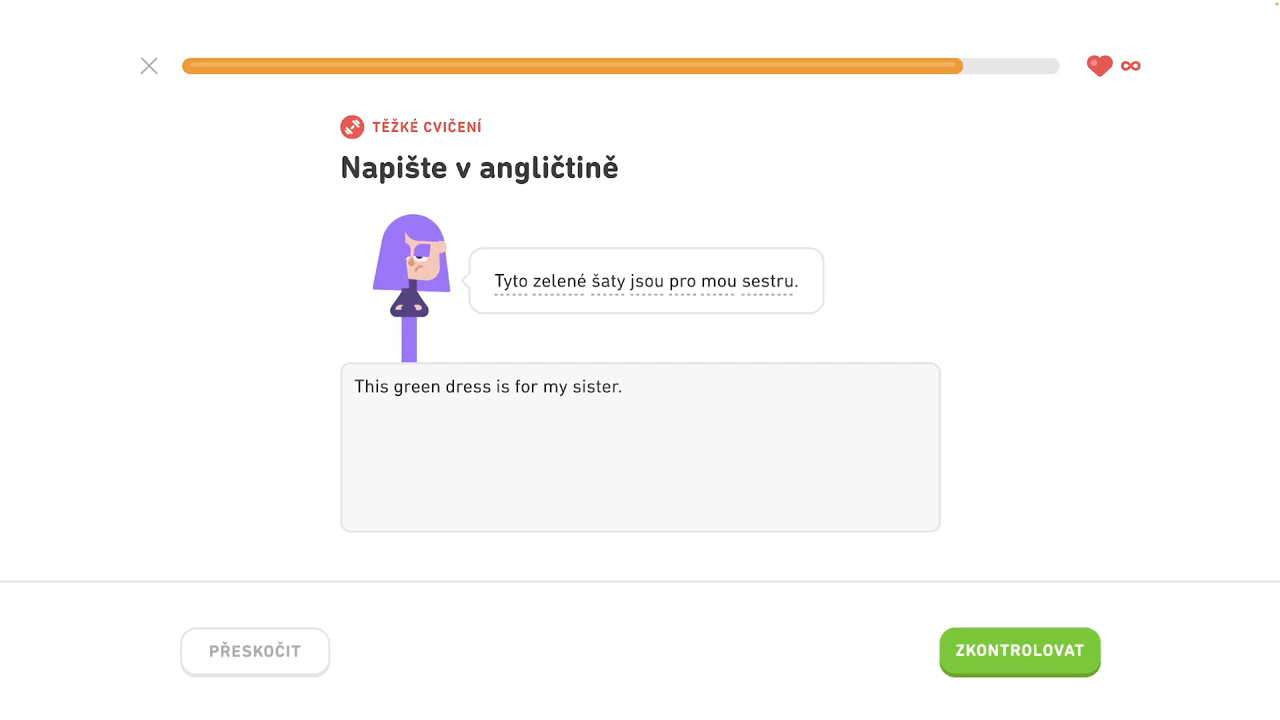 TĚŽKÉ CVIČENÍ
Napište v angličtině
Tyto zelené šaty jsou pro mou sestru.
This green dress is for my sister.
PŘESKOČIT
ZKONTROLOVAT